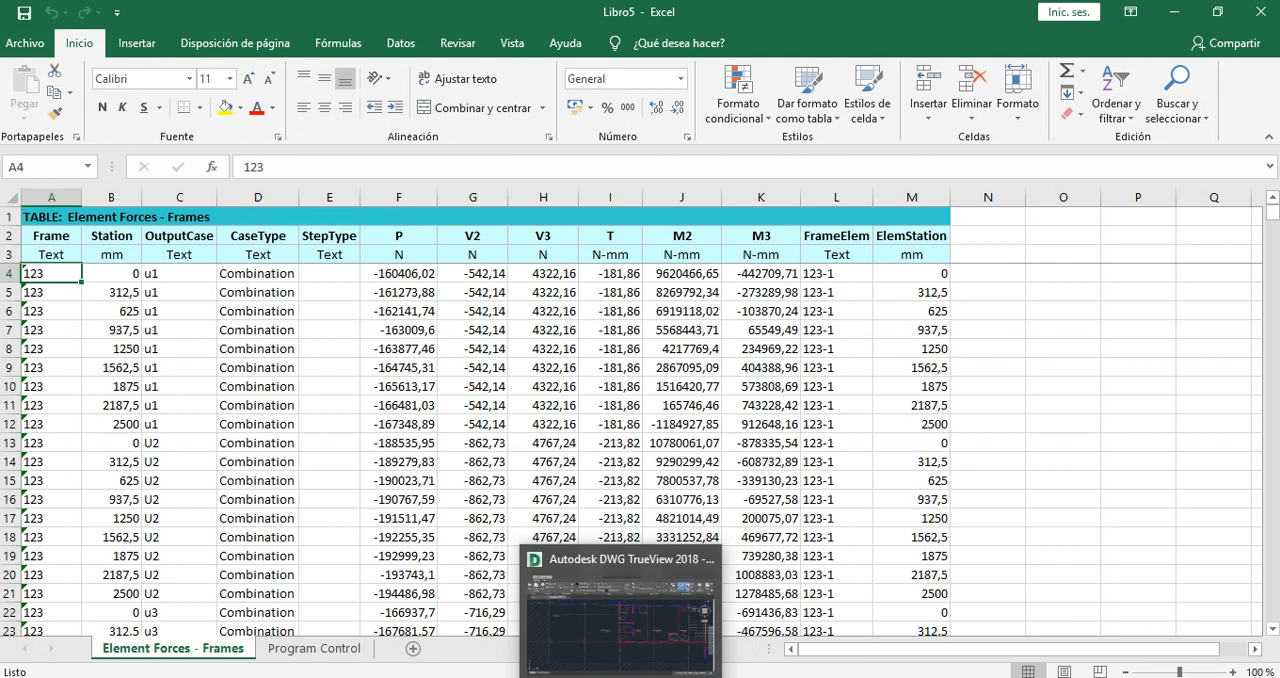 Libro5 - Excel
Inic. ses.
Archivo Inicio Insertar Disposición de página Fórmulas Datos Revisar Vista Ayuda ¿Qué desea hacer? Compartir
Pegar
Calibri 11
N K S
Ajustar texto
Combinar y centrar
General
% 000
Formato condicional
Dar formato como tabla
Estilos de celda
Insertar
Eliminar
Formato
Ordenar y filtrar
Buscar y seleccionar
Portapapeles Fuente Alineación Número Estilos Celdas Edición
A4 fx 123
A B C D E F G H I J K L M N O P Q
1 TABLE: Element Forces - Frames
2 Frame Station OutputCase CaseType StepType P V2 V3 T M2 M3 FrameElem ElemStation
3 Text mm Text Text Text N N N N-mm N-mm N-mm Text mm
4 123 0 u1 Combination -160406,02 -542,14 4322,16 -181,86 9620466,65 -442709,71 123-1 0
5 123 312,5 u1 Combination -161273,88 -542,14 4322,16 -181,86 8269792,34 -273289,98 123-1 312,5
6 123 625 u1 Combination -162141,74 -542,14 4322,16 -181,86 6919118,02 -103870,24 123-1 625
7 123 937,5 u1 Combination -163009,6 -542,14 4322,16 -181,86 5568443,71 65549,49 123-1 937,5
8 123 1250 u1 Combination -163877,46 -542,14 4322,16 -181,86 4217769,4 234969,22 123-1 1250
9 123 1562,5 u1 Combination -164745,31 -542,14 4322,16 -181,86 2867095,09 404388,96 123-1 1562,5
10 123 1875 u1 Combination -165613,17 -542,14 4322,16 -181,86 1516420,77 573808,69 123-1 1875
11 123 2187,5 u1 Combination -166481,03 -542,14 4322,16 -181,86 165746,46 743228,42 123-1 2187,5
12 123 2500 u1 Combination -167348,89 -542,14 4322,16 -181,86 -1184927,85 912648,16 123-1 2500
13 123 0 U2 Combination -188535,95 -862,73 4767,24 -213,82 10780061,07 -878335,54 123-1 0
14 123 312,5 U2 Combination -189279,83 -862,73 4767,24 -213,82 9290299,42 -608732,89 123-1 312,5
15 123 625 U2 Combination -190023,71 -862,73 4767,24 -213,82 7800537,78 -339130,23 123-1 625
16 123 937,5 U2 Combination -190767,59 -862,73 4767,24 -213,82 6310776,13 -69527,58 123-1 937,5
17 123 1250 U2 Combination -191511,47 -862,73 4767,24 -213,82 4821014,49 200075,07 123-1 1250
18 123 1562,5 U2 Combination -192255,35 -862,73 4767,24 -213,82 3331252,84 469677,72 123-1 1562,5
19 123 1875 U2 Combination -192999,23 -862,73 739280,38 123-1 1875
20 123 2187,5 U2 Combination -193743,1 -862,73 1008883,03 123-1 2187,5
21 123 2500 U2 Combination -194486,98 -862,73 1278485,68 123-1 2500
22 123 0 u3 Combination -166937,7 -716,29 -691436,83 123-1 0
23 123 312,5 u3 Combination -167681,57 -716,29 -467596,58 123-1 312,5
Autodesk DWG TrueView 2018 -...
Element Forces - Frames Program Control
Listo 100 %